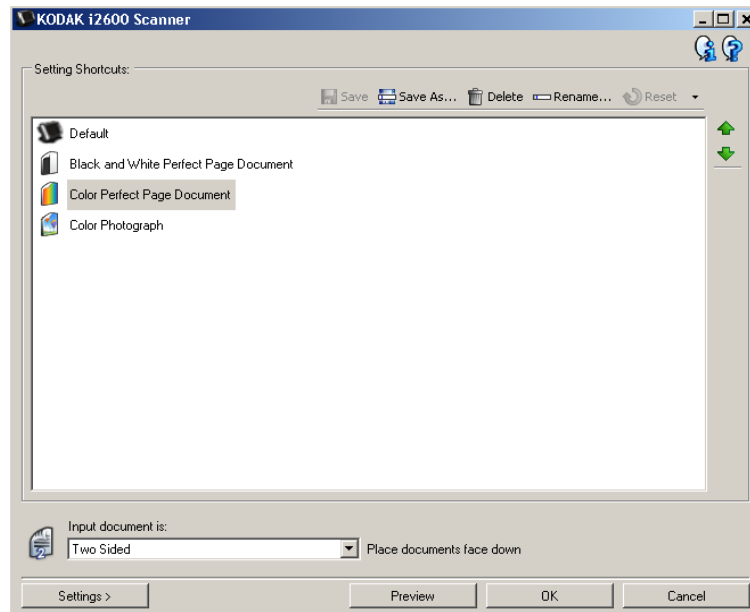 KODAK i2600 Scanner
Setting Shortcuts:
Save Save As... Delete Rename... Reset
Default
Black and White Perfect Page Document
Color Perfect Page Document
Color Photograph
Input document is:
2 Two Sided Place documents face down
Settings > Preview OK Cancel